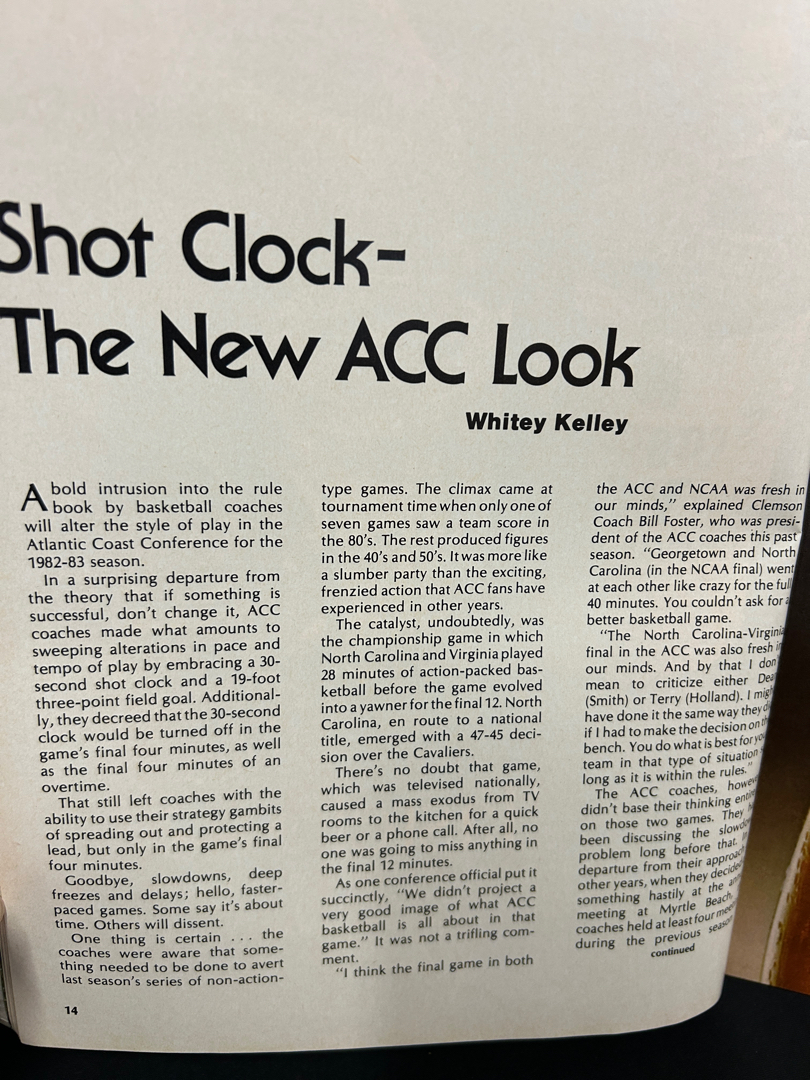 Shot Clock-
The New ACC Look
Whitey Kelley
A bold intrusion into the rule
book by basketball coaches
will alter the style of play in the
Atlantic Coast Conference for the
1982-83 season.
In a surprising departure from
the theory that if something is
successful, don't change it, ACC
coaches made what amounts to
sweeping alterations in pace and
tempo of play by embracing a 30-
second shot clock and a 19-foot
three-point field goal. Additional-
ly, they decreed that the 30-second
clock would be turned off in the
game's final four minutes, as well
as the final four minutes of an
overtime.
That still left coaches with the
ability to use their strategy gambits
of spreading out and protecting a
lead, but only in the game's final
four minutes.
Goodbye, slowdowns, deep
freezes and delays; hello, faster-
paced games. Some say it's about
time. Others will dissent.
One thing is certain . . . the
coaches were aware that some-
thing needed to be done to avert
last season's series of non-action-
type games. The climax came at
tournament time when only one of
seven games saw a team score in
the 80's. The rest produced figures
in the 40's and 50's. It was more like
a slumber party than the exciting,
frenzied action that ACC fans have
experienced in other years.
The catalyst, undoubtedly, was
the championship game in which
North Carolina and Virginia played
28 minutes of action-packed bas-
ketball before the game evolved
into a yawner for the final 12. North
Carolina, en route to a national
title, emerged with a 47-45 deci-
sion over the Cavaliers.
There's no doubt that game,
which was televised nationally,
caused a mass exodus from TV
rooms to the kitchen for a quick
beer or a phone call. After all, no
one was going to miss anything in
the final 12 minutes.
As one conference official put it
succinctly, "We didn't project a
very good image of what ACC
basketball is all about in that
game." It was not a trifling com-
ment.
"I think the final game in both
the ACC and NCAA was fresh in
our minds," explained Clemson
Coach Bill Foster, who was presi-
dent of the ACC coaches this past
season. "Georgetown and North
Carolina (in the NCAA final) went
at each other like crazy for the full
40 minutes. You couldn't ask for a
better basketball game.
"The North Carolina-Virginia
final in the ACC was also fresh in
our minds. And by that I don
mean to criticize either Dea
(Smith) or Terry (Holland). I mig
have done it the same way they d
if I had to make the decision on th
bench. You do what is best for yo
team in that type of situation
long as it is within the rules."
The ACC coaches, howev
didn't base their thinking entir
on those two games. They h
been discussing the slowdo
problem long before that.
departure from their approac
other years, when they decided
something hastily at the an
meeting at Myrtle Beach,
coaches held at least four mee
during the previous season
continued
14